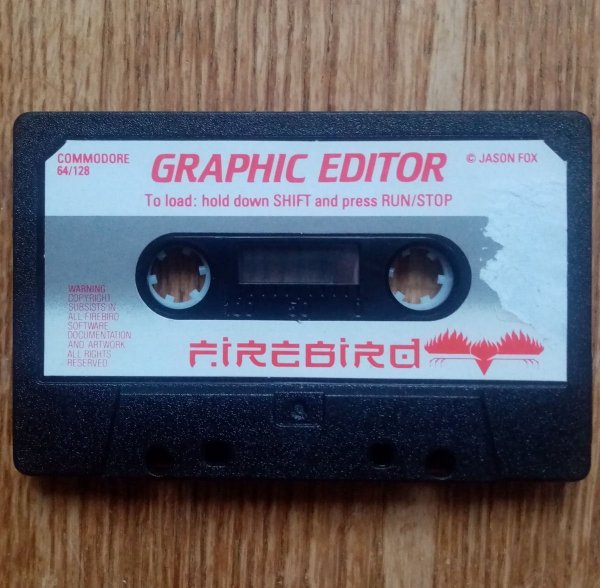 COMMODORE
64/128
GRAPHIC EDITOR
© JASON FOX
To load: hold down SHIFT and press RUN/STOP
WARNING
COPYRIGHT
SUBSISTS IN
ALL FIREBIRD
SOFTWARE
DOCUMENTATION
AND ARTWORK
ALL RIGHTS
RESERVED
FIREBIRD